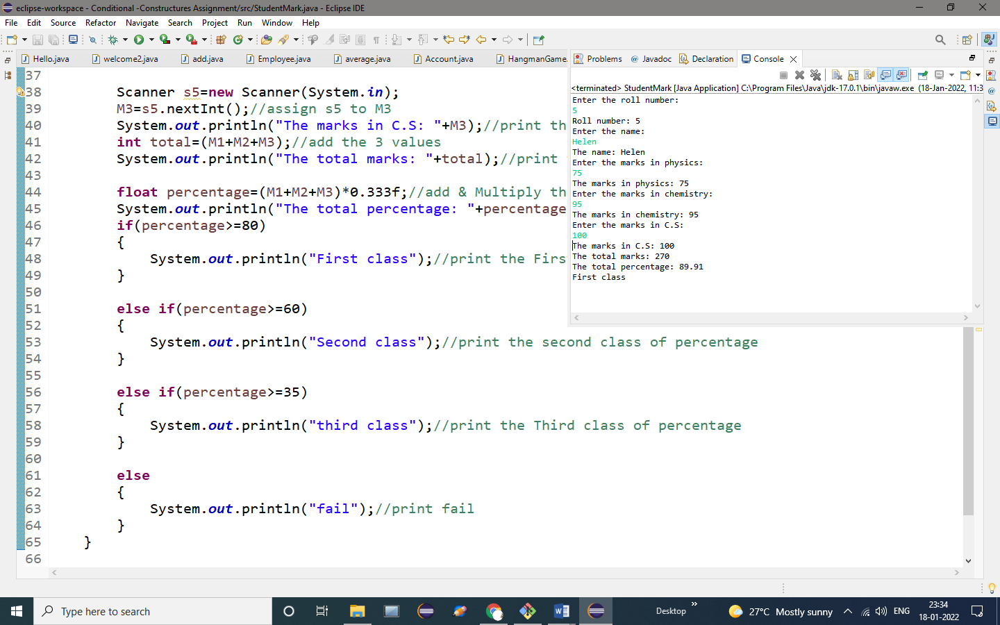 eclipse-workspace - Conditional -Constructures Assignment/src/StudentMark.java - Eclipse IDE
File Edit Source Refactor Navigate Search Project Run Window Help
Hello.java welcome2.java add.java Employee.java average.java Account.java HangmanGame.
37
38 Scanner s5=new Scanner(System.in);
39 M3=s5.nextInt();//assign s5 to M3
40 System.out.println("The marks in C.S: "+M3);//print th
41 int total=(M1+M2+M3);//add the 3 values
42 System.out.println("The total marks: "+total);//print
43
44 float percentage=(M1+M2+M3)*0.333f;//add & Multiply th
45 System.out.println("The total percentage: "+percentage
46 if(percentage>=80)
47 {
48 System.out.println("First class");//print the Firs
49 }
50
51 else if(percentage>=60)
52 {
53 System.out.println("Second class");//print the second class of percentage
54 }
55
56 else if(percentage>=35)
57 {
58 System.out.println("third class");//print the Third class of percentage
59 }
60
61 else
62 {
63 System.out.println("fail");//print fail
64 }
65 }
66
Problems @ Javadoc Declaration Console
<terminated> StudentMark [Java Application] C:\Program Files\Java\jdk-17.0.1\bin\javaw.exe (18-Jan-2022, 11:3
Enter the roll number:
5
Roll number: 5
Enter the name:
Helen
The name: Helen
Enter the marks in physics:
75
The marks in physics: 75
Enter the marks in chemistry:
95
The marks in chemistry: 95
Enter the marks in C.S:
100
The marks in C.S: 100
The total marks: 270
The total percentage: 89.91
First class
Type here to search
Desktop
27°C Mostly sunny
ENG
23:34
18-01-2022